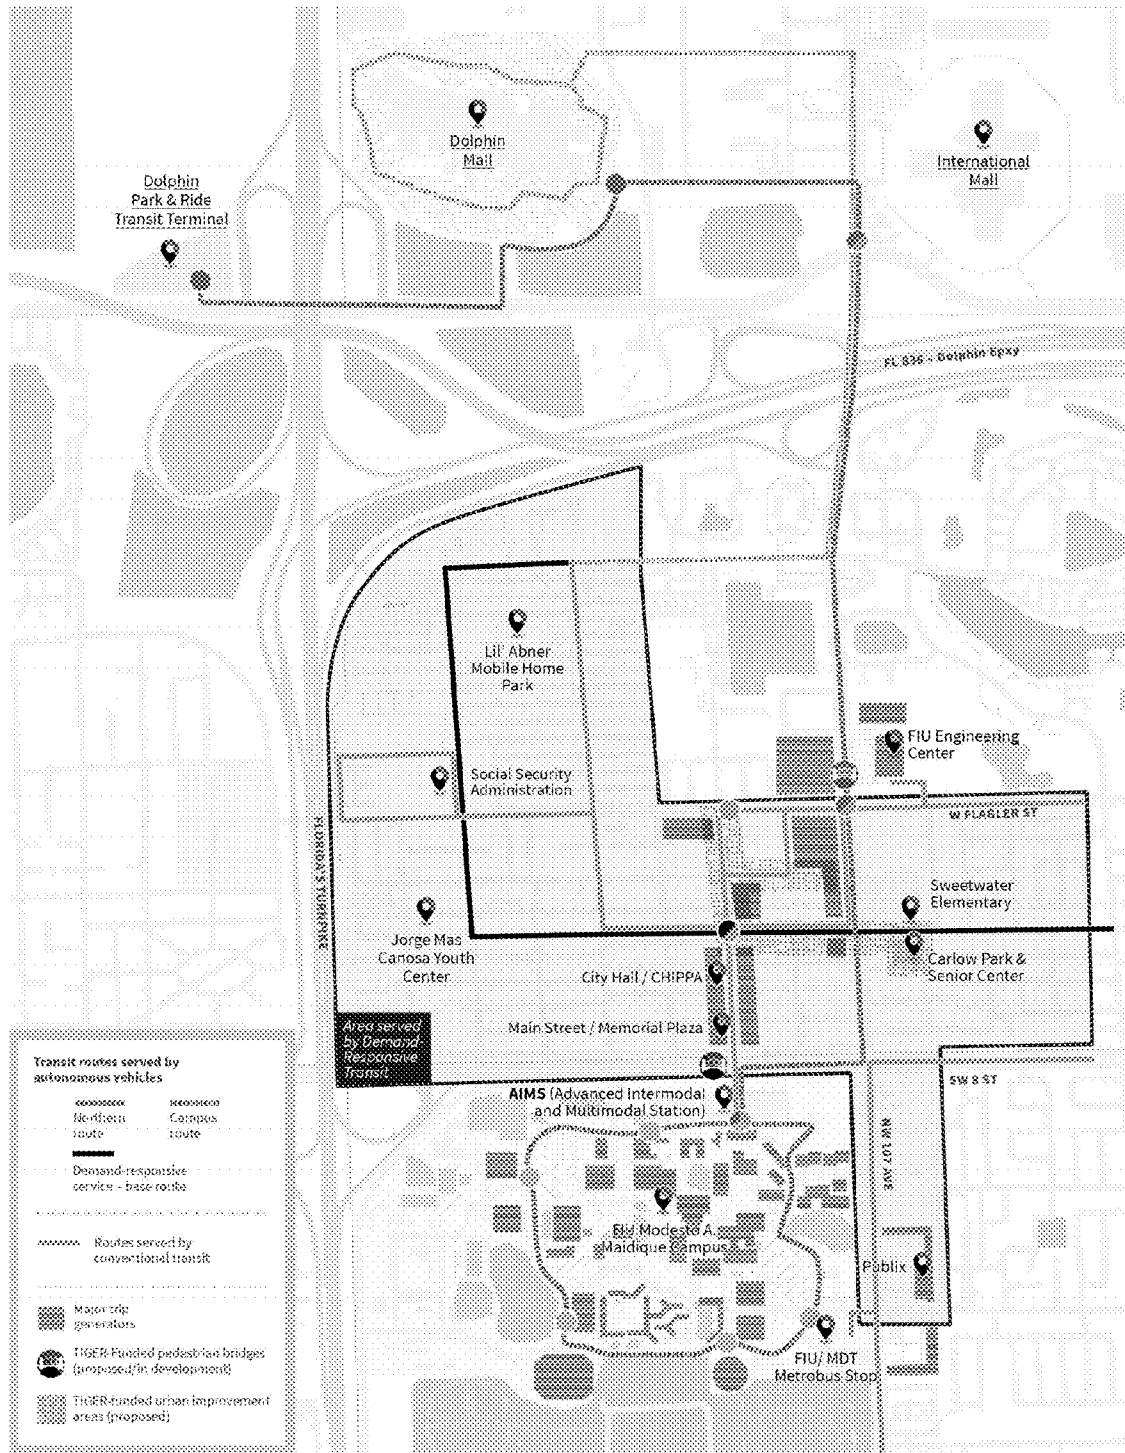 Dolphin
Mall
International
Mall
Dolphin
Park & Ride
Transit Terminal
FL 836 - Dolphin Expy
Lil' Abner
Mobile Home
Park
FIU Engineering
Center
Social Security
Administration
W FLAGLER ST
FLORIDA'S TURNPIKE
Sweetwater
Elementary
Jorge Mas
Canosa Youth
Center
City Hall / CHIPPA
Carlow Park &
Senior Center
Main Street / Memorial Plaza
Area served
by Demand
Responsive
Transit
SW 8 ST
AIMS (Advanced Intermodal
and Multimodal Station)
NW 107 AVE
FIU Modesto A.
Maidique Campus
Publix
FIU/ MDT
Metrobus Stop
Transit routes served by
autonomous vehicles
Northern
route
Campus
route
Demand-responsive
service - base route
Routes served by
conventional transit
Major trip
generators
TIGER-Funded pedestrian bridges
(proposed/in development)
TIGER-funded urban improvement
areas (proposed)